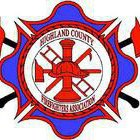 HIGHLAND COUNTY
FIREFIGHTERS ASSOCIATION